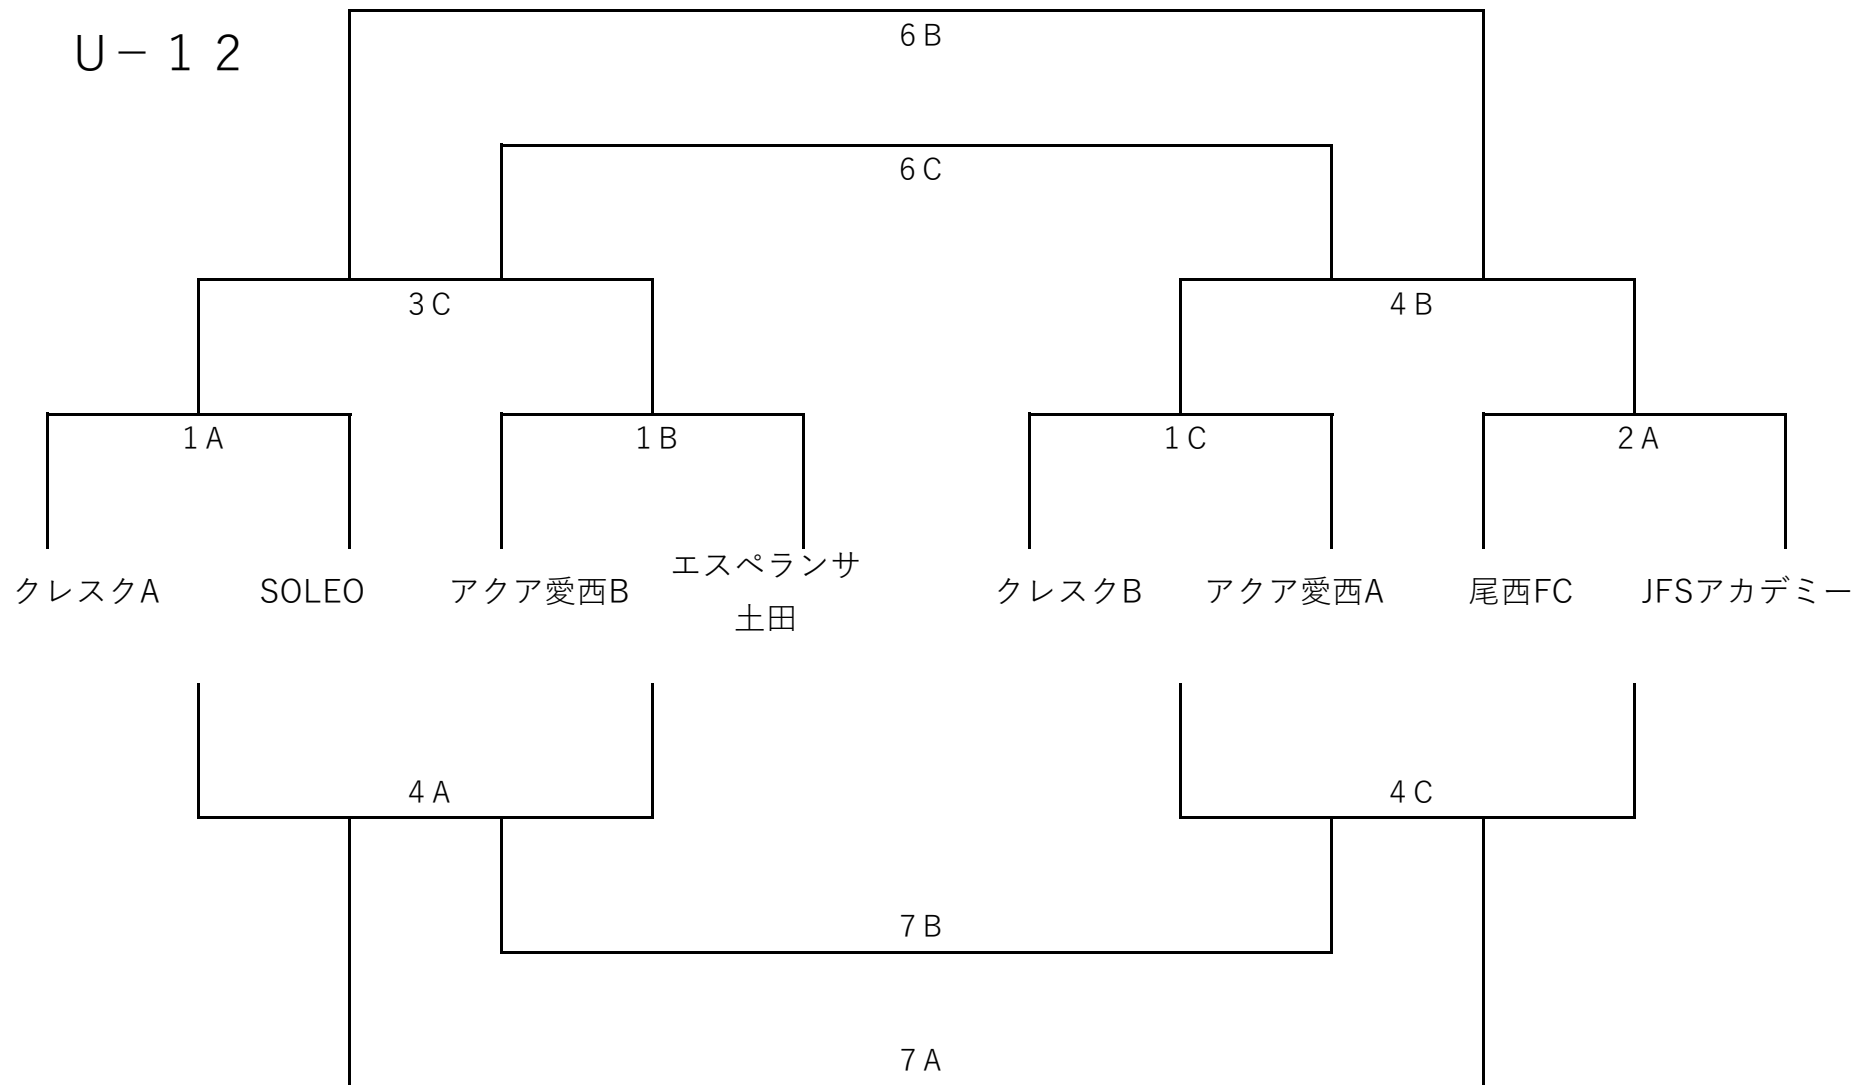 U－１２
６B
６C
３C
４B
１A
１B
１C
２A
クレスクA
SOLEO
アクア愛西B
エスペランサ
土田
クレスクB
アクア愛西A
尾西FC
JFSアカデミー
４A
４C
７B
７A